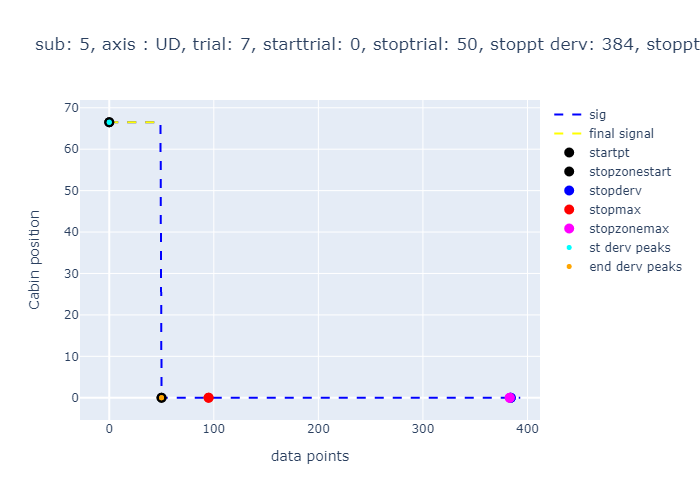 sub: 5, axis : UD, trial: 7, starttrial: 0, stoptrial: 50, stoppt derv: 384, stoppt
70
60
50
40
30
20
10
0
Cabin position
0
100
200
300
400
data points
sig
final signal
startpt
stopzonestart
stopderv
stopmax
stopzonemax
st derv peaks
end derv peaks